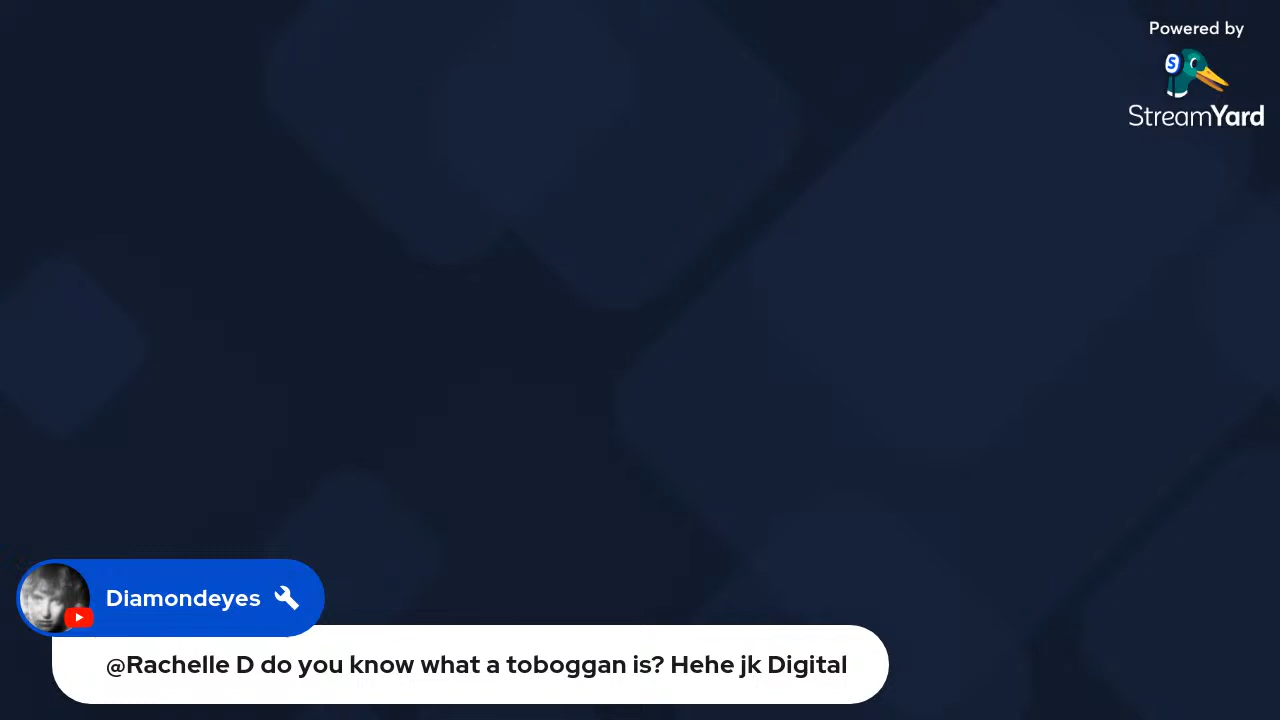 Powered by
S
StreamYard
Diamondeyes
@Rachelle D do you know what a toboggan is? Hehe jk Digital